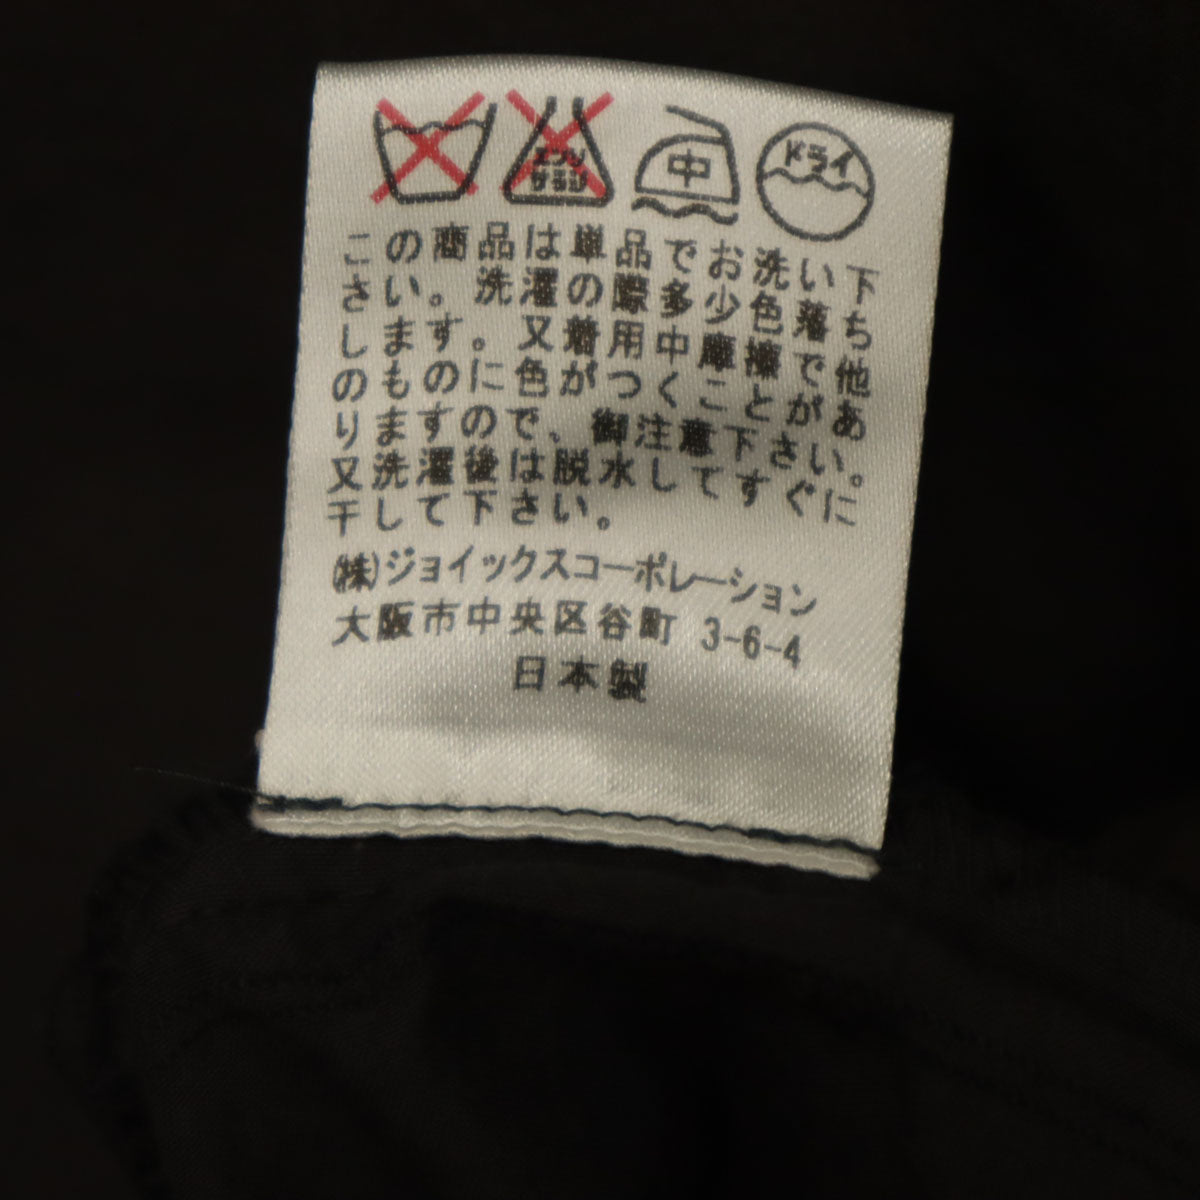 エンソサラシ
中
ドライ
この商品は単品でお洗い下
さい。洗濯の際多少色落ち
します。又着用中摩擦で他
のものに色がつくことがあ
りますので、御注意下さい。
又洗濯後は脱水してすぐに
干して下さい。
(株)ジョイックスコーポレーション
大阪市中央区谷町 3-6-4
日本製